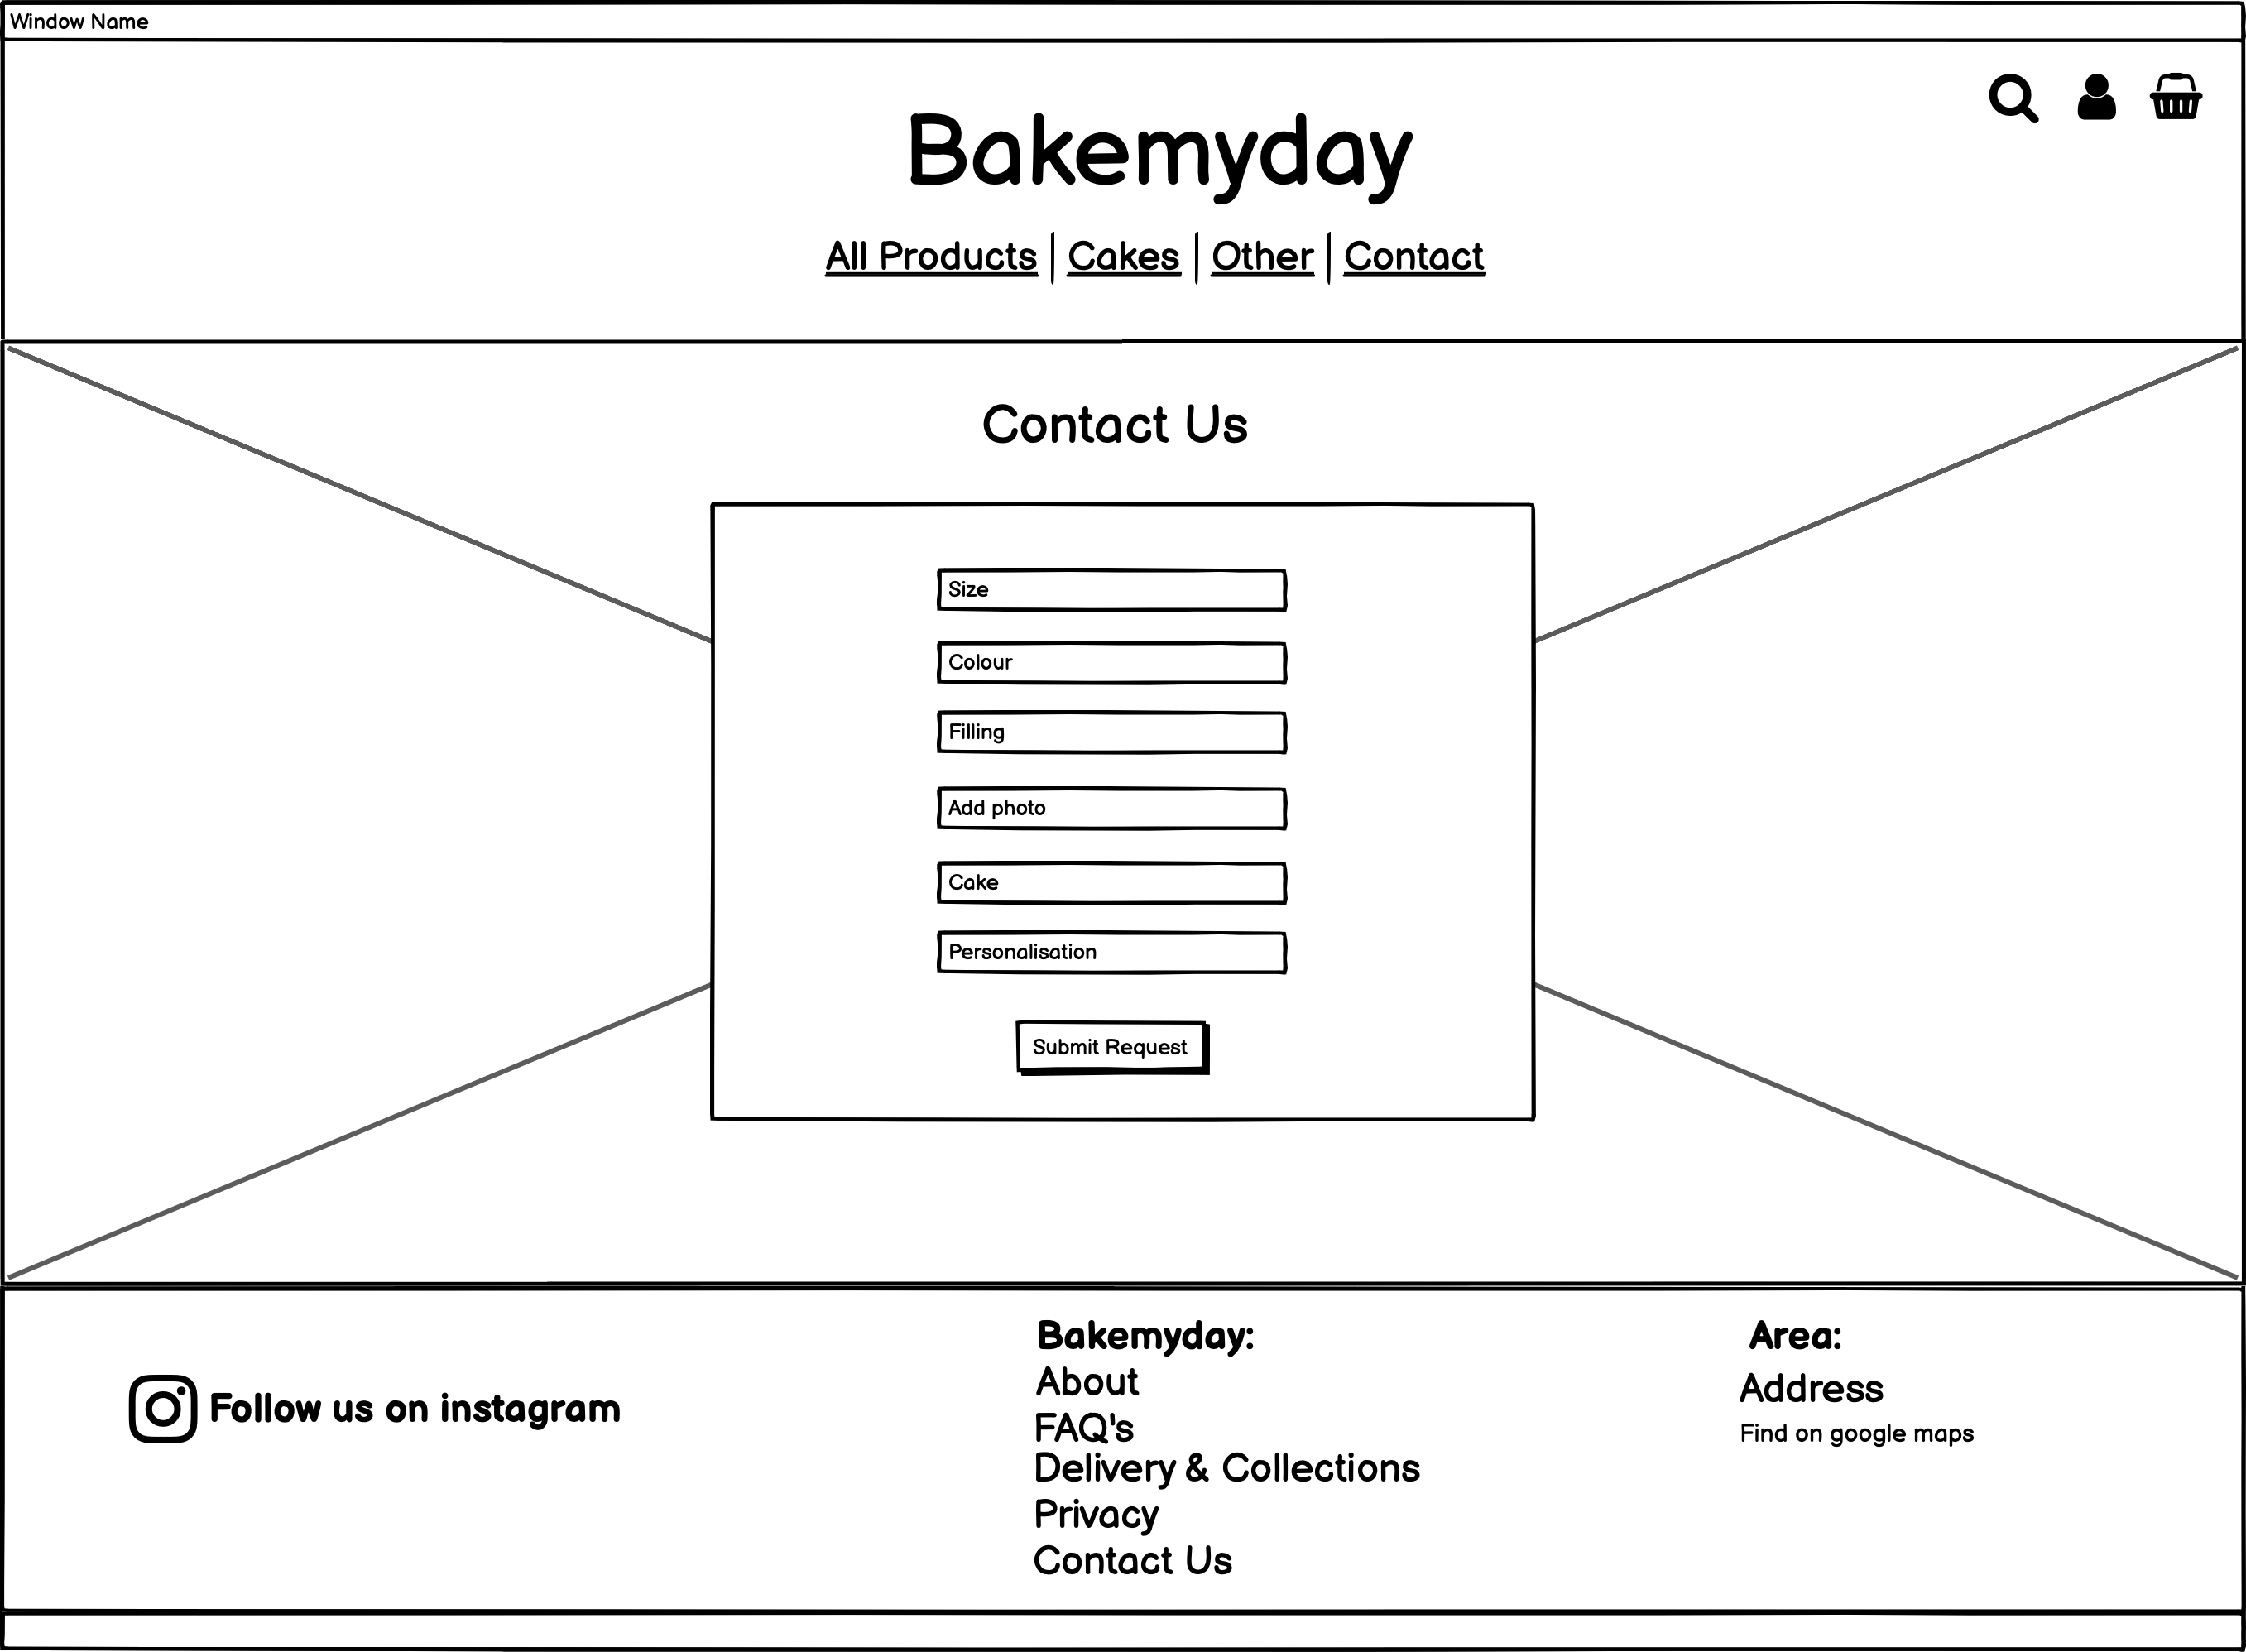 Window Name
Bakemyday
All Products | Cakes | Other | Contact
Contact Us
Size
Colour
Filling
Add photo
Cake
Personalisation
Submit Request
Follow us on instagram
Bakemyday:
About
FAQ's
Delivery & Collections
Privacy
Contact Us
Area:
Address
Find on google maps